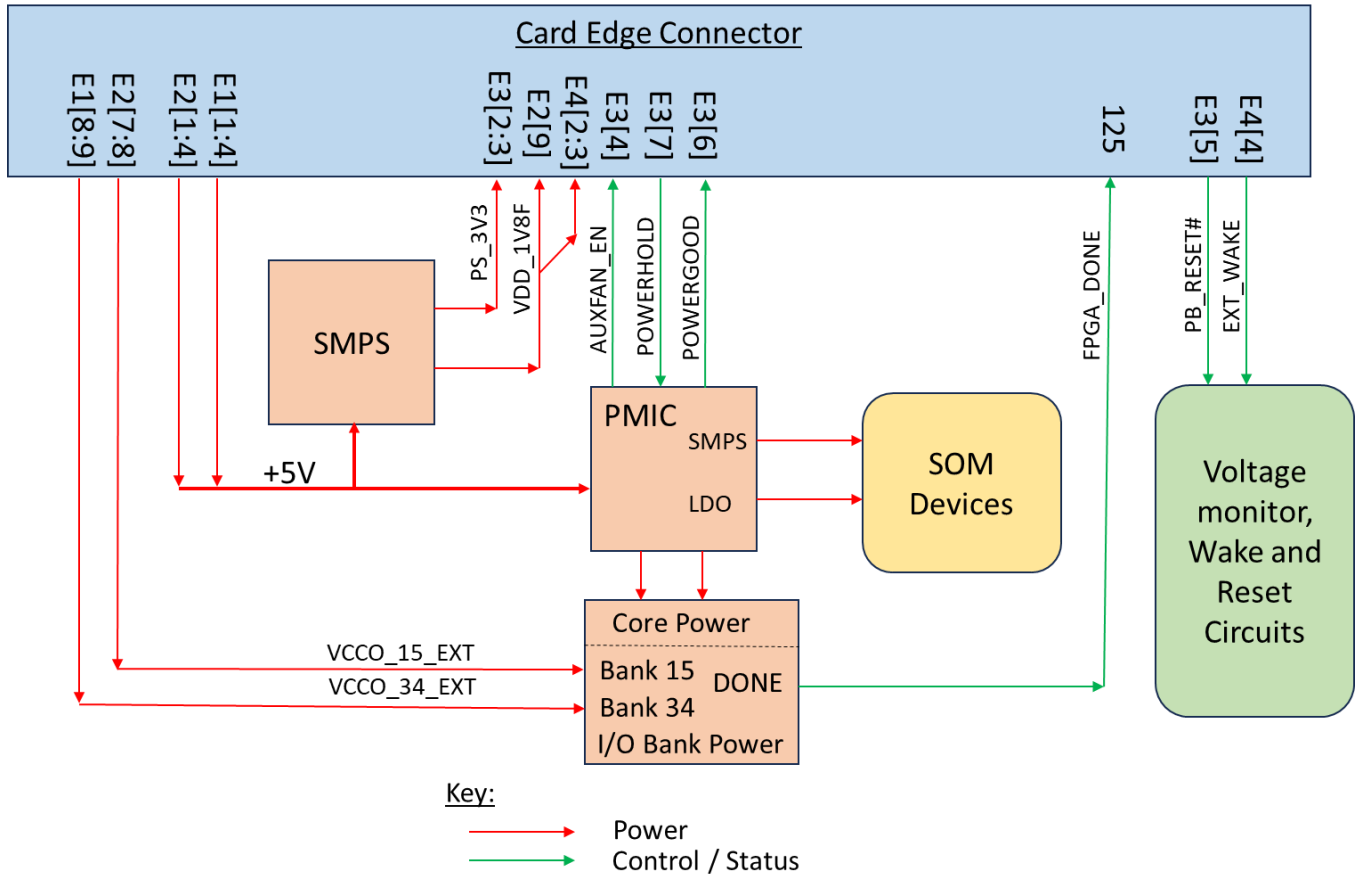 Card Edge Connector
E1[8:9]
E2[7:8]
E2[1:4]
E1[1:4]
E3[2:3]
E2[9]
E4[2:3]
E3[4]
E3[7]
E3[6]
125
E3[5]
E4[4]
PS_3V3
VDD_1V8F
AUXFAN_EN
POWERHOLD
POWERGOOD
FPGA_DONE
PB_RESET#
EXT_WAKE
SMPS
+5V
PMIC
SMPS
LDO
SOM
Devices
Voltage
monitor,
Wake and
Reset
Circuits
Core Power
VCCO_15_EXT
Bank 15
DONE
VCCO_34_EXT
Bank 34
I/O Bank Power
Key:
Power
Control / Status